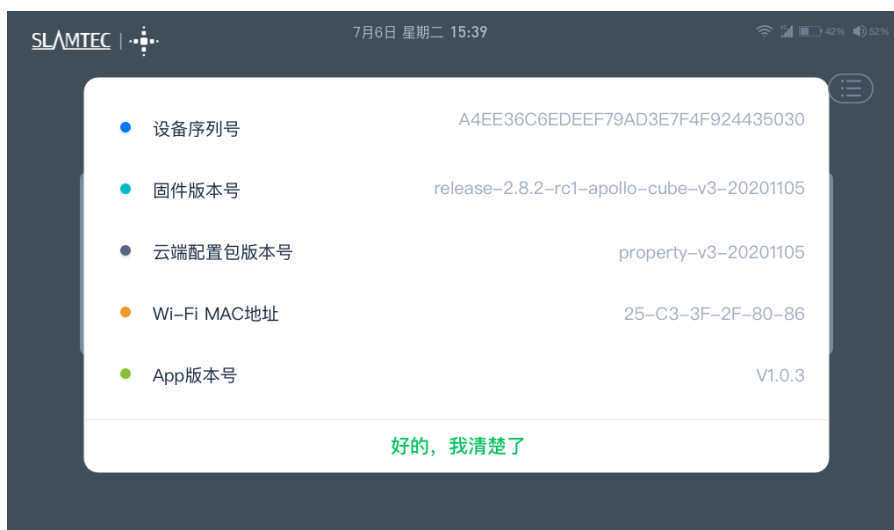 SLAMTEC
7月6日 星期二 15:39
42% 52%
设备序列号 A4EE36C6EDEEF79AD3E7F4F924435030
固件版本号 release-2.8.2-rc1-apollo-cube-v3-20201105
云端配置包版本号 property-v3-20201105
Wi-Fi MAC地址 25-C3-3F-2F-80-86
App版本号 V1.0.3
好的，我清楚了